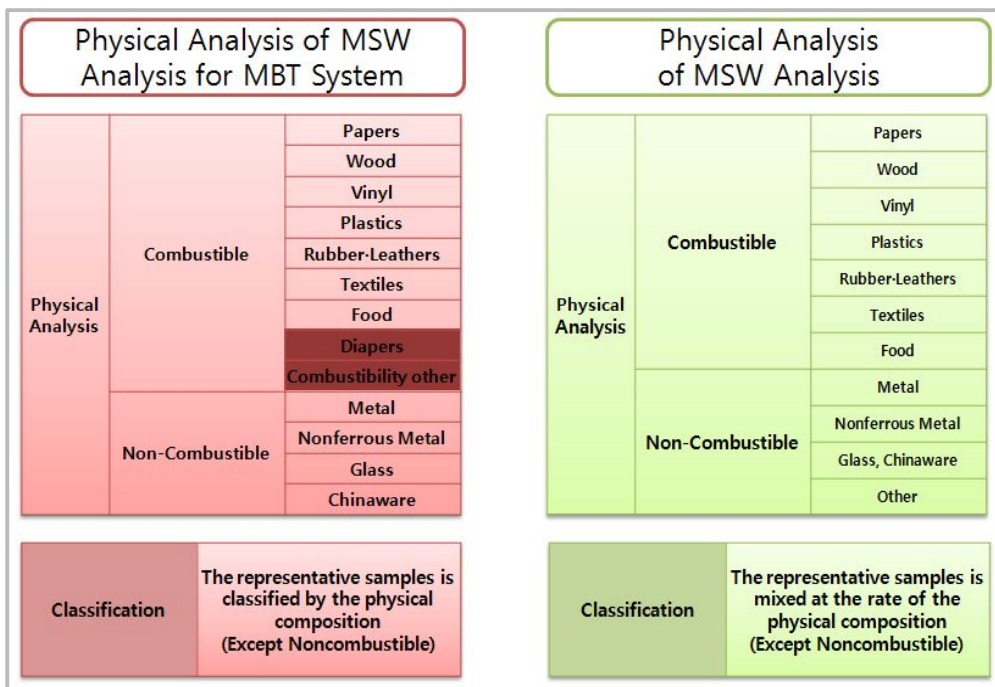 Physical Analysis of MSW
Analysis for MBT System
Physical
Analysis
Combustible
Papers
Wood
Vinyl
Plastics
Rubber·Leathers
Textiles
Food
Diapers
Combustibility other
Non-Combustible
Metal
Nonferrous Metal
Glass
Chinaware
Classification
The representative samples is
classified by the physical
composition
(Except Noncombustible)
Physical Analysis
of MSW Analysis
Physical
Analysis
Combustible
Papers
Wood
Vinyl
Plastics
Rubber·Leathers
Textiles
Food
Non-Combustible
Metal
Nonferrous Metal
Glass, Chinaware
Other
Classification
The representative samples is
mixed at the rate of the
physical composition
(Except Noncombustible)